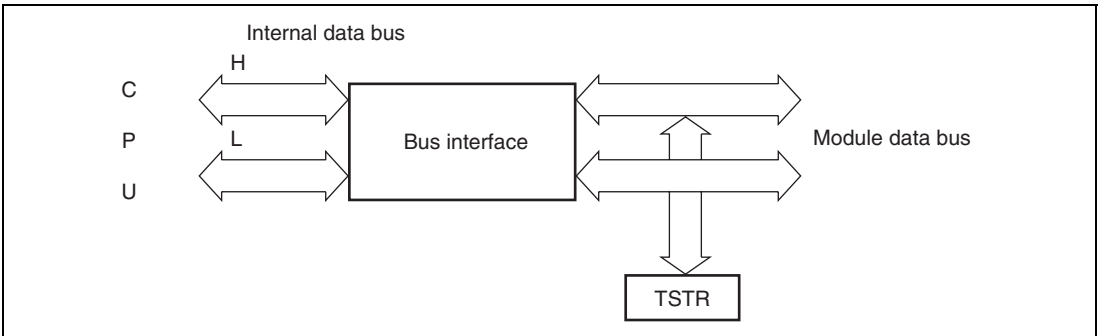 Internal data bus
H
C
P
L
Bus interface
Module data bus
U
TSTR